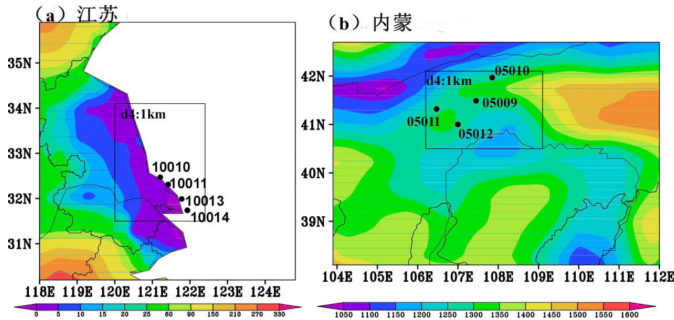 (a) 江苏
35N
34N
33N
32N
31N
d4:1km
10010
10011
10013
10014
118E 119E 120E 121E 122E 123E 124E
0 10 15 20 25 30 90 150 210 270 330
(b) 内蒙
42N
41N
40N
39N
d4:1km
05010
05009
05011
05012
104E 105E 106E 107E 108E 109E 110E 111E 112E
1050 1100 1150 1200 1250 1300 1350 1400 1450 1500 1550 1600